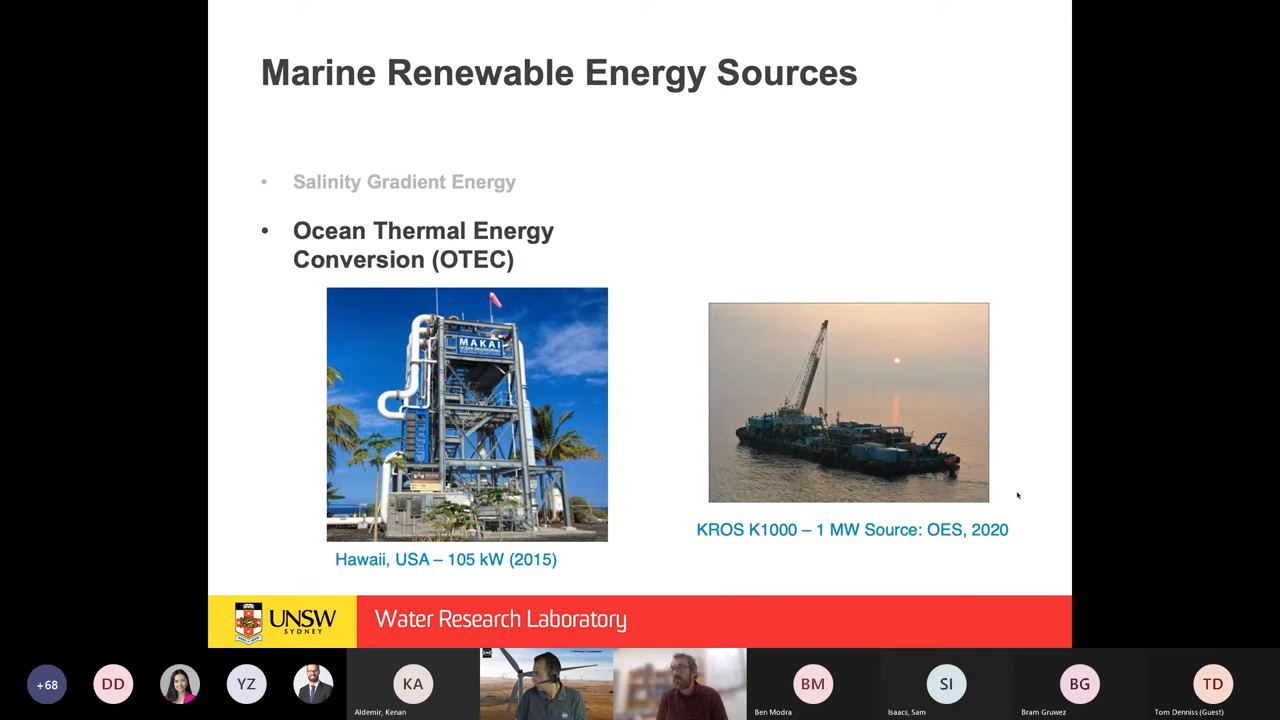 Marine Renewable Energy Sources
• Salinity Gradient Energy
• Ocean Thermal Energy
Conversion (OTEC)
MAKAI
OCEAN ENGINEERING
Hawaii, USA – 105 kW (2015)
KROS K1000 – 1 MW Source: OES, 2020
UNSW
SYDNEY
Water Research Laboratory
+68
DD
YZ
KA
BM
SI
BG
TD
Aldemir, Kenan
Ben Modra
Isaacs, Sam
Bram Gruwez
Tom Denniss (Guest)